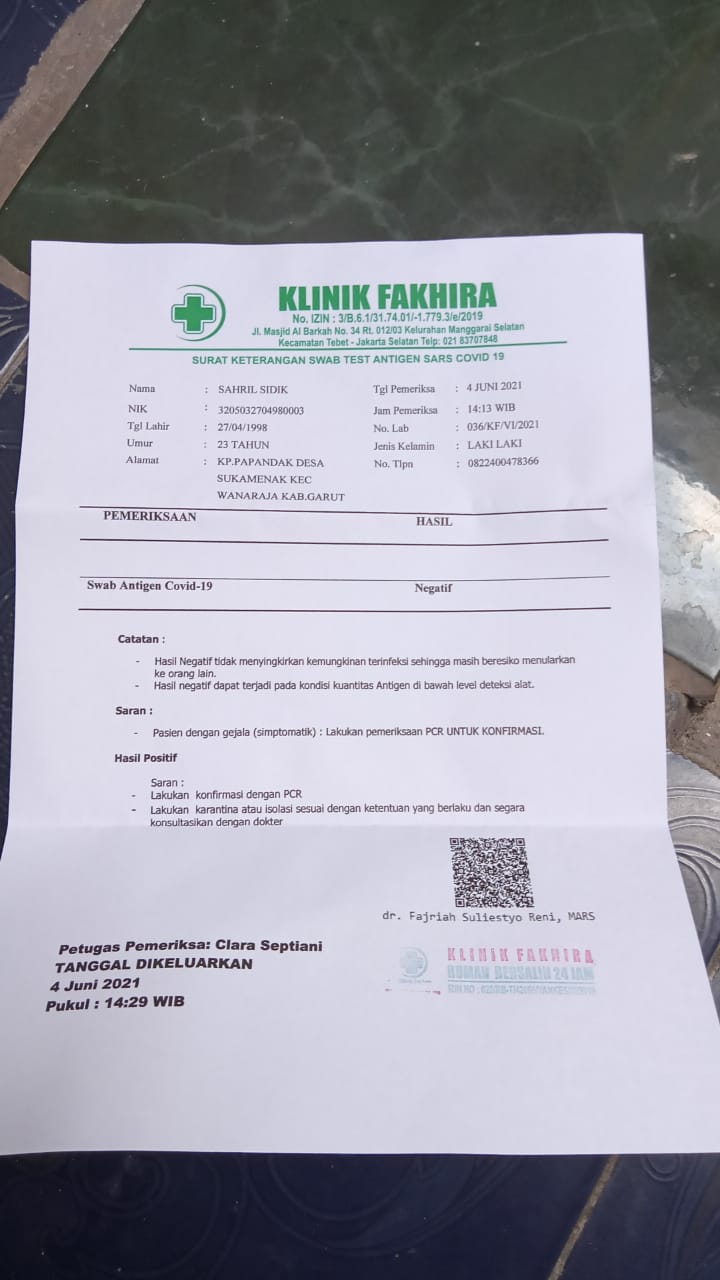 KLINIK FAKHIRA
No. IZIN : 3/B.6.1/31.74.01/-1.779.3/e/2019
Jl. Masjid Al Barkah No. 34 Rt. 012/03 Kelurahan Manggarai Selatan
Kecamatan Tebet - Jakarta Selatan Telp: 021 83707848
SURAT KETERANGAN SWAB TEST ANTIGEN SARS COVID 19
Nama : SAHRIL SIDIK Tgl Pemeriksa : 4 JUNI 2021
NIK : 3205032704980003 Jam Pemeriksa : 14:13 WIB
Tgl Lahir : 27/04/1998 No. Lab : 036/KF/VI/2021
Umur : 23 TAHUN Jenis Kelamin : LAKI LAKI
Alamat : KP.PAPANDAK DESA No. Tlpn : 0822400478366
SUKAMENAK KEC
WANARAJA KAB.GARUT
PEMERIKSAAN HASIL
Swab Antigen Covid-19 Negatif
Catatan :
- Hasil Negatif tidak menyingkirkan kemungkinan terinfeksi sehingga masih beresiko menularkan
ke orang lain.
- Hasil negatif dapat terjadi pada kondisi kuantitas Antigen di bawah level deteksi alat.
Saran :
- Pasien dengan gejala (simptomatik) : Lakukan pemeriksaan PCR UNTUK KONFIRMASI.
Hasil Positif
Saran :
- Lakukan konfirmasi dengan PCR
- Lakukan karantina atau isolasi sesuai dengan ketentuan yang berlaku dan segara
konsultasikan dengan dokter
dr. Fajriah Suliestyo Reni, MARS
Petugas Pemeriksa: Clara Septiani
TANGGAL DIKELUARKAN
4 Juni 2021
Pukul : 14:29 WIB
KLINIK FAKHIRA
RUMAH BERSALIN 24 JAM